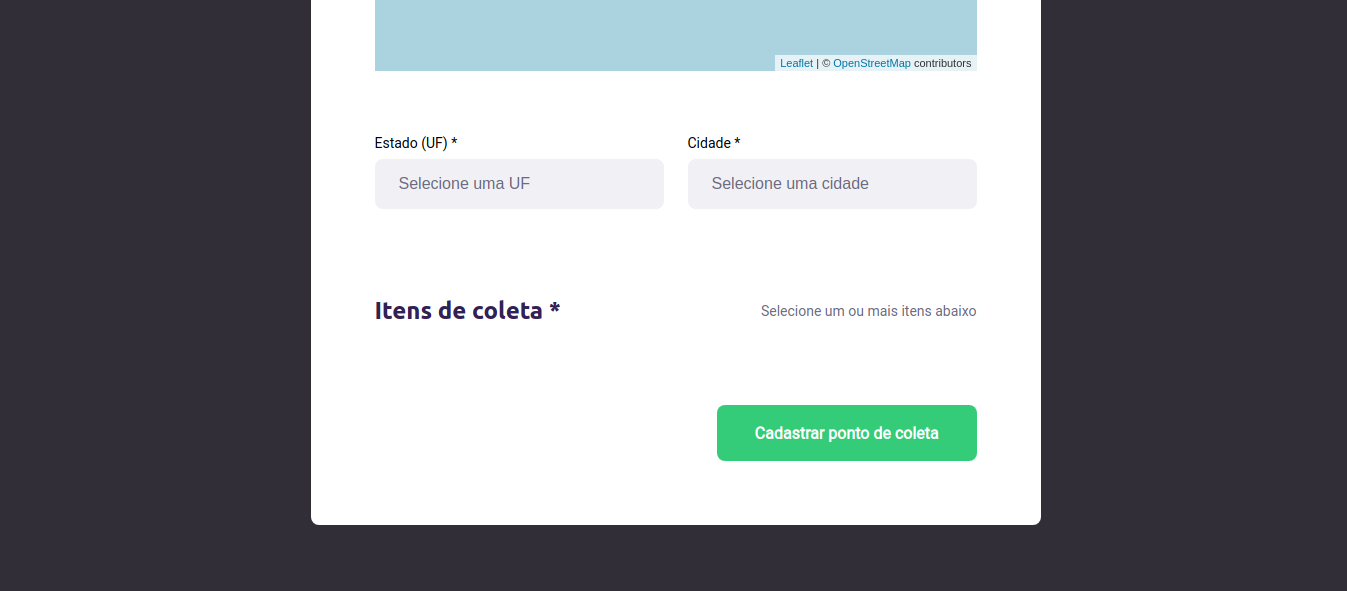 Leaflet | © OpenStreetMap contributors
Estado (UF) * Cidade *
Selecione uma UF Selecione uma cidade
Itens de coleta * Selecione um ou mais itens abaixo
Cadastrar ponto de coleta